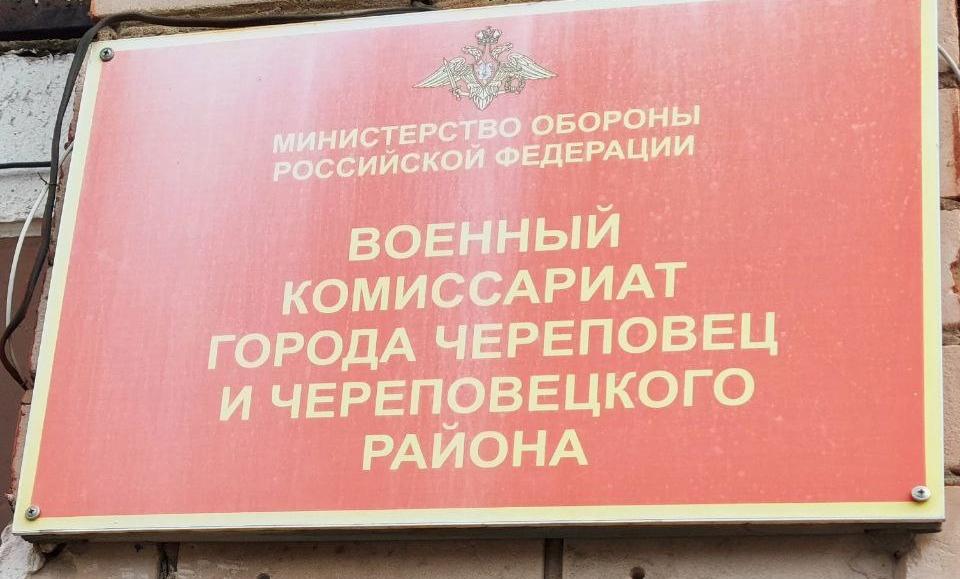 МИНИСТЕРСТВО ОБОРОНЫ
РОССИЙСКОЙ ФЕДЕРАЦИИ
ВОЕННЫЙ
КОМИССАРИАТ
ГОРОДА ЧЕРЕПОВЕЦ
И ЧЕРЕПОВЕЦКОГО
РАЙОНА